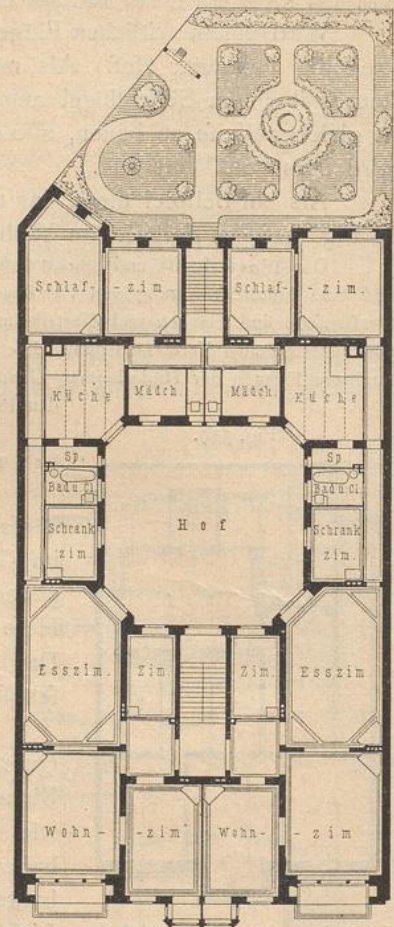 Schlaf- -zim. Schlaf- -zim.
Mädch. Mädch.
Küche Küche
Sp. Sp.
Bad u Cl. Bad u Cl.
Hof
Schrank Schrank
zim. zim.
Esszim. Zim. Zim. Esszim
Wohn- -zim Wohn- -zim